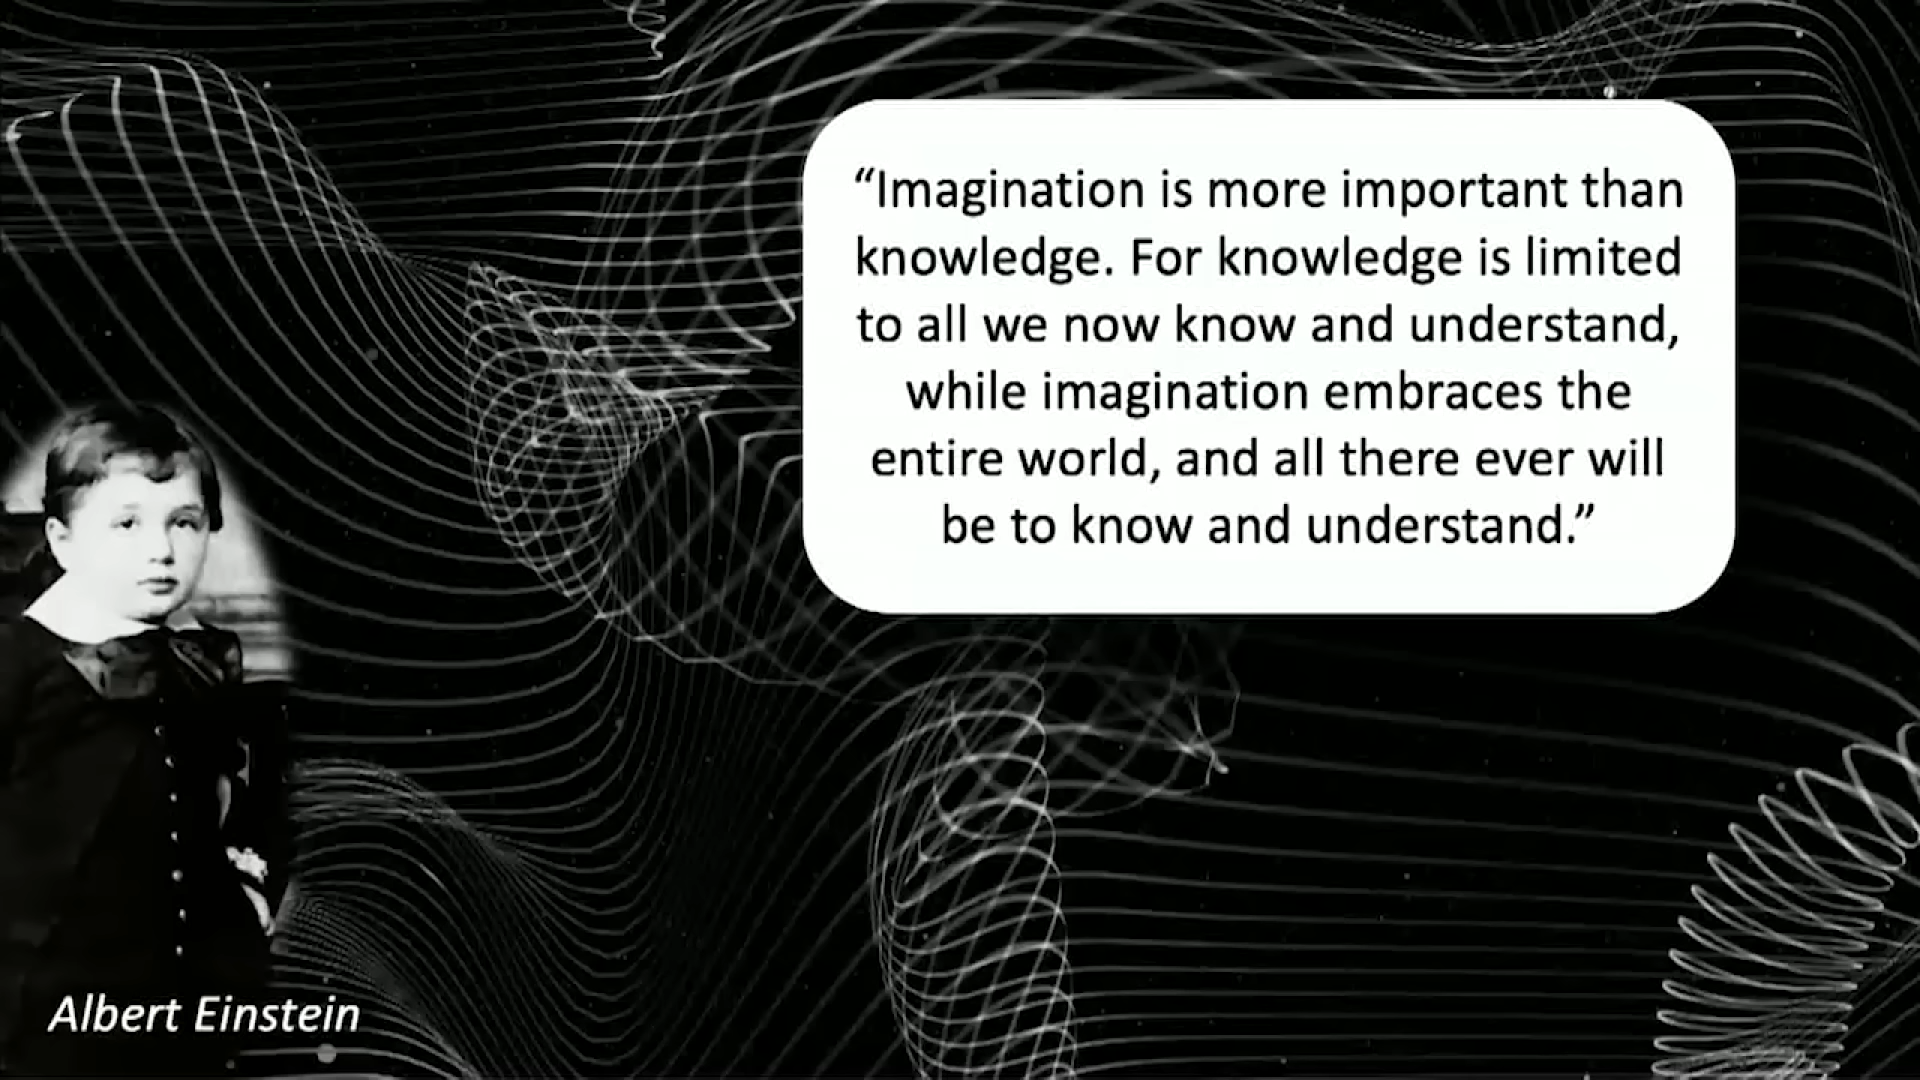 “Imagination is more important than
knowledge. For knowledge is limited
to all we now know and understand,
while imagination embraces the
entire world, and all there ever will
be to know and understand.”
Albert Einstein